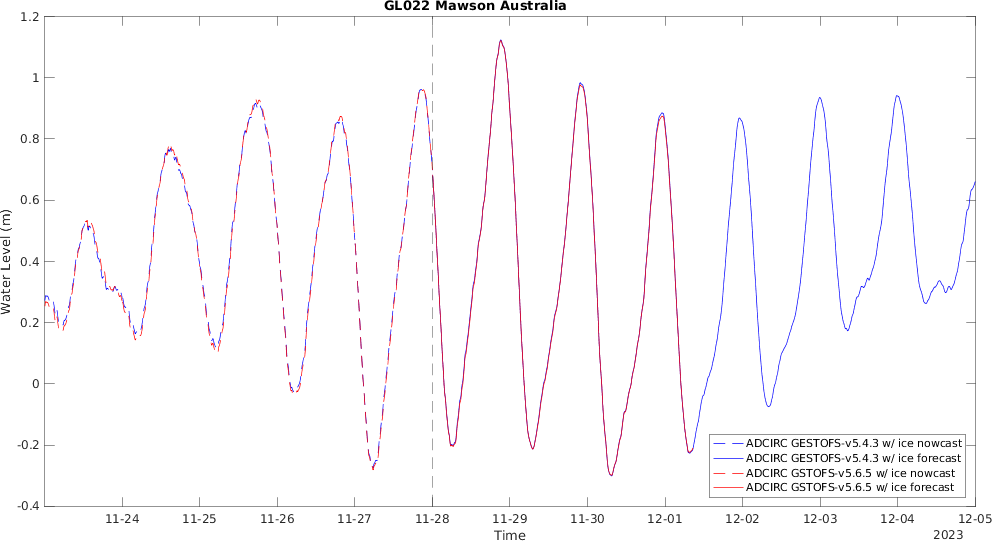 GL022 Mawson Australia
Water Level (m)
1.2
1
0.8
0.6
0.4
0.2
0
-0.2
-0.4
ADCIRC GESTOFS-v5.4.3 w/ ice nowcast
ADCIRC GESTOFS-v5.4.3 w/ ice forecast
ADCIRC GSTOFS-v5.6.5 w/ ice nowcast
ADCIRC GSTOFS-v5.6.5 w/ ice forecast
11-24 11-25 11-26 11-27 11-28 11-29 11-30 12-01 12-02 12-03 12-04 12-05
Time
2023